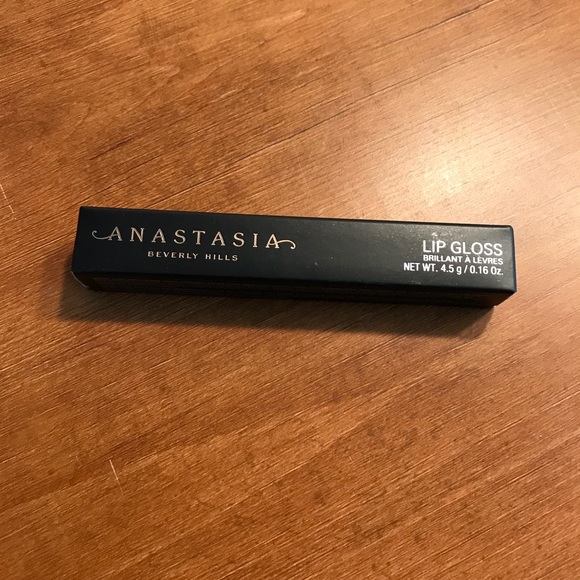 ANASTASIA
BEVERLY HILLS
LIP GLOSS
BRILLANT À LÈVRES
NET WT. 4.5 g / 0.16 Oz.